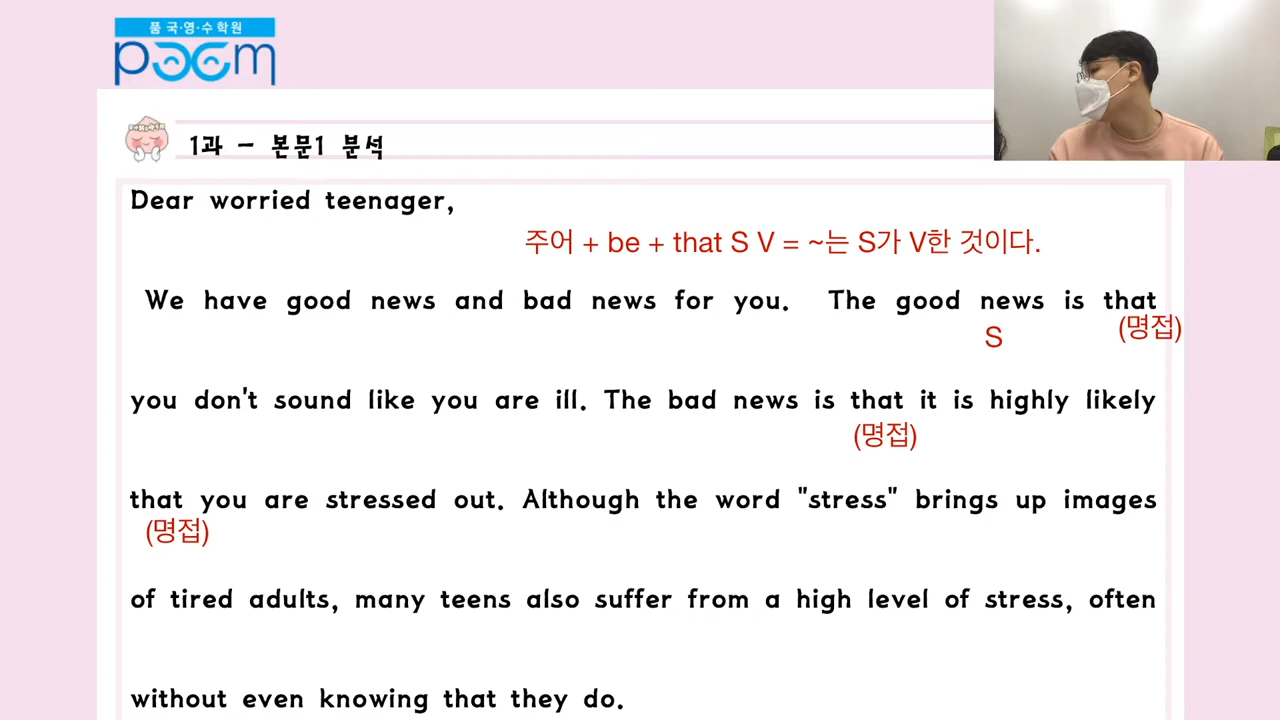 품 국·영·수학원
poem
1과 - 본문1 분석
Dear worried teenager,
주어 + be + that S V = ~는 S가 V한 것이다.
We have good news and bad news for you. The good news is that
S
(명접)
you don't sound like you are ill. The bad news is that it is highly likely
(명접)
that you are stressed out. Although the word "stress" brings up images
(명접)
of tired adults, many teens also suffer from a high level of stress, often
without even knowing that they do.